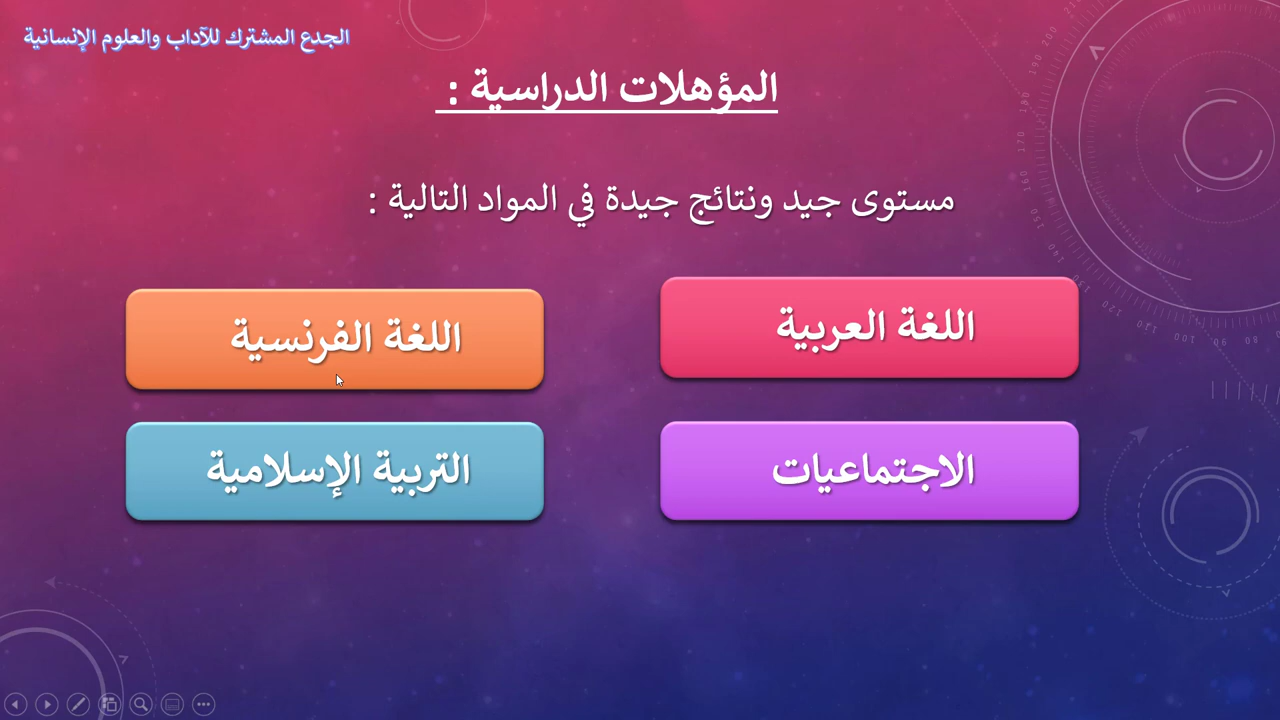 الجدع المشترك للآداب والعلوم الإنسانية
المؤهلات الدراسية :
مستوى جيد ونتائج جيدة في المواد التالية :
اللغة العربية
اللغة الفرنسية
الاجتماعيات
التربية الإسلامية